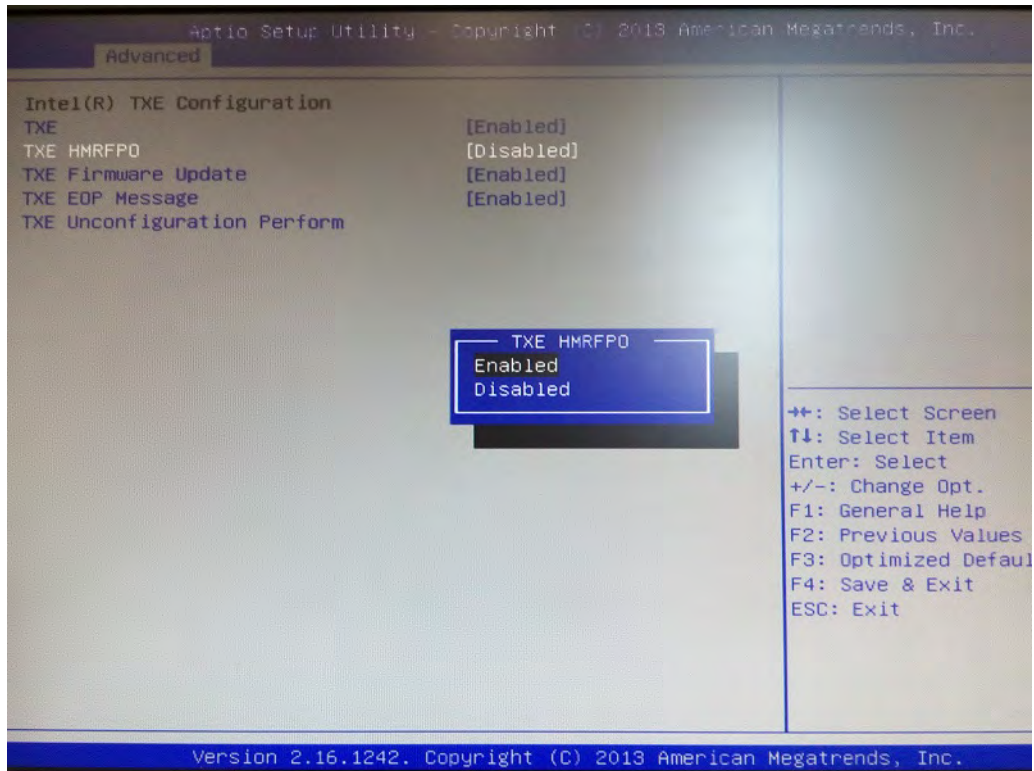 Aptio Setup Utility - Copyright (C) 2013 American Megatrends, Inc.
Advanced
Intel(R) TXE Configuration
TXE [Enabled]
TXE HMRFPO [Disabled]
TXE Firmware Update [Enabled]
TXE EOP Message [Enabled]
TXE Unconfiguration Perform
TXE HMRFPO
Enabled
Disabled
→←: Select Screen
↑↓: Select Item
Enter: Select
+/-: Change Opt.
F1: General Help
F2: Previous Values
F3: Optimized Defaul
F4: Save & Exit
ESC: Exit
Version 2.16.1242. Copyright (C) 2013 American Megatrends, Inc.